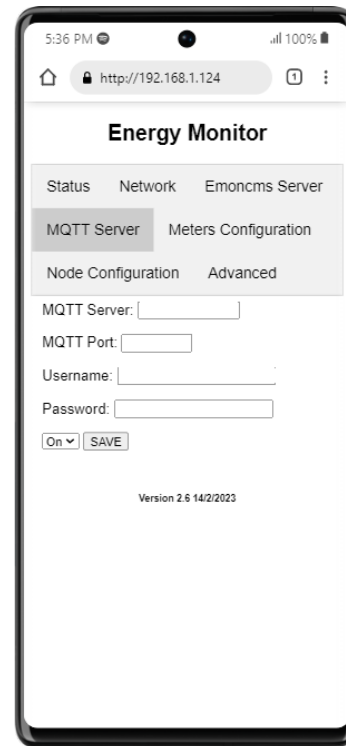 5:36 PM 100%
http://192.168.1.124 1
Energy Monitor
Status Network Emoncms Server
MQTT Server Meters Configuration
Node Configuration Advanced
MQTT Server:
MQTT Port:
Username:
Password:
On SAVE
Version 2.6 14/2/2023